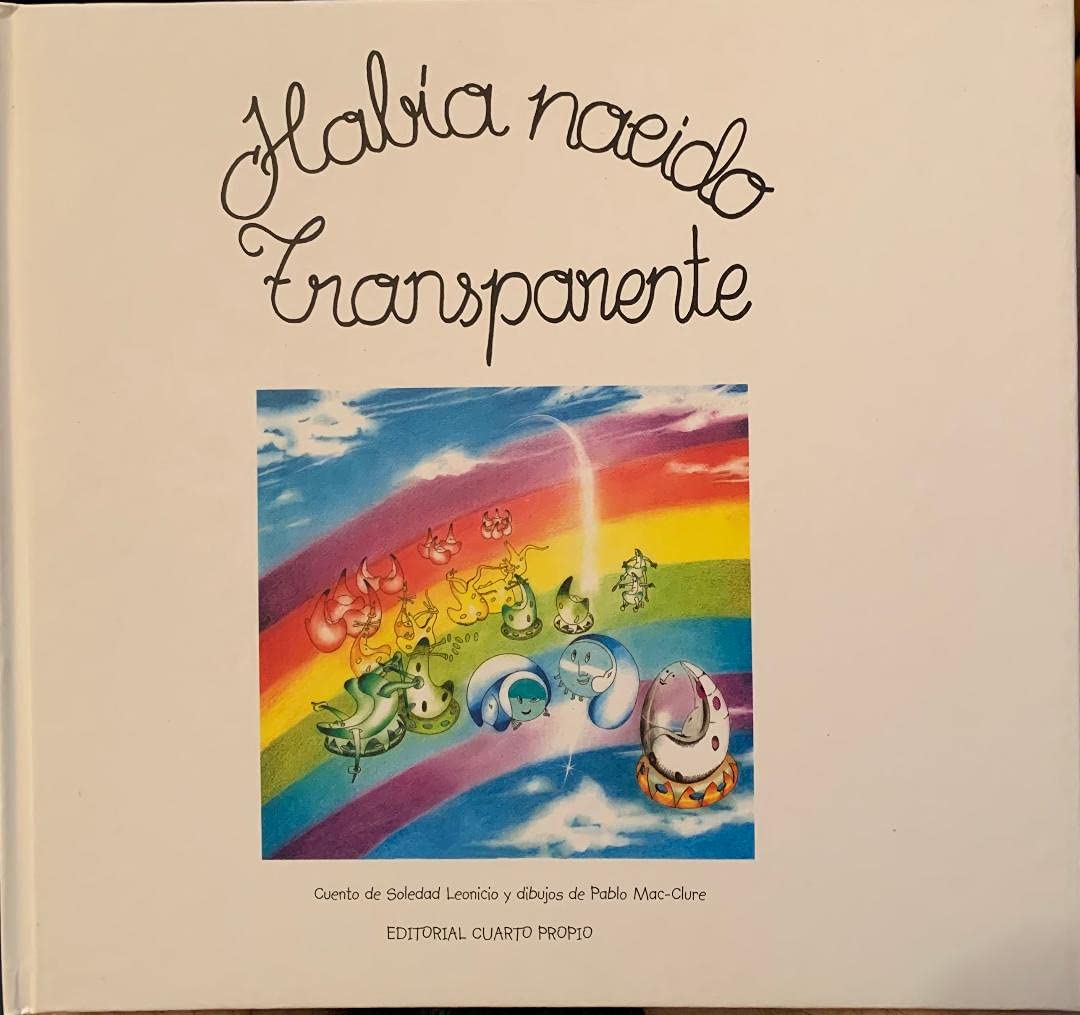 Había nacido
Transparente
Cuento de Soledad Leonicio y dibujos de Pablo Mac-Clure
EDITORIAL CUARTO PROPIO